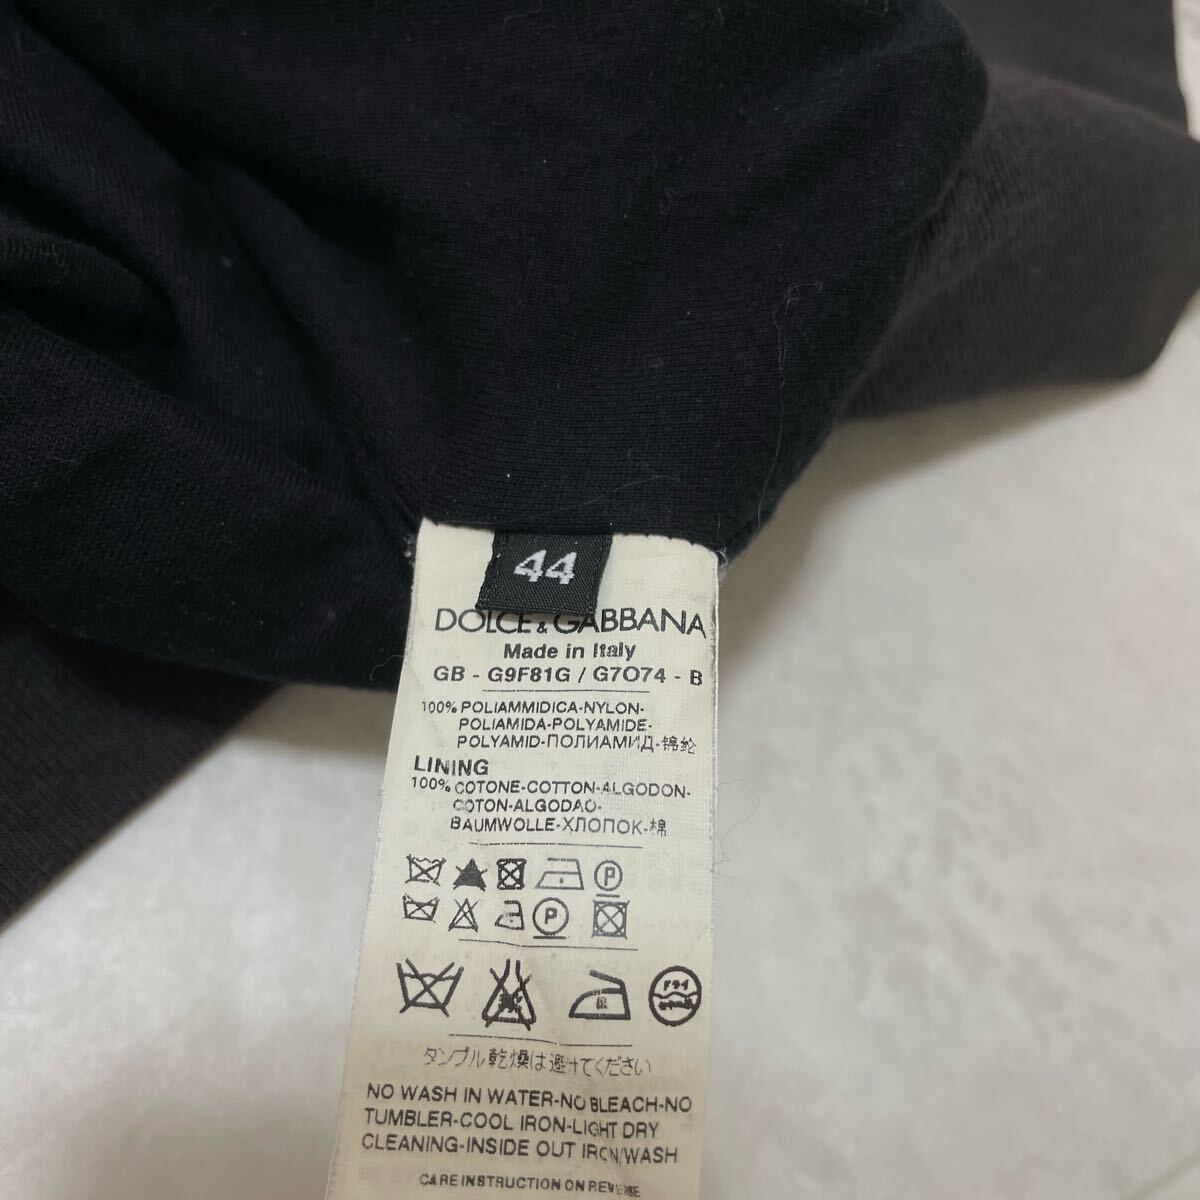 44
DOLCE & GABBANA
Made in Italy
GB - G9F81G / G7O74 - B
100% POLIAMMIDICA-NYLON-
POLIAMIDA-POLYAMIDE-
POLYAMID-ПОЛИАМИД-锦纶
LINING
100% COTONE-COTTON-ALGODON-
COTON-ALGODAO-
BAUMWOLLE-ХЛОПОК-棉
P
P
ドライ
タンブル乾燥は避けてください
NO WASH IN WATER-NO BLEACH-NO
TUMBLER-COOL IRON-LIGHT DRY
CLEANING-INSIDE OUT IRON/WASH
CARE INSTRUCTION ON REVERSE